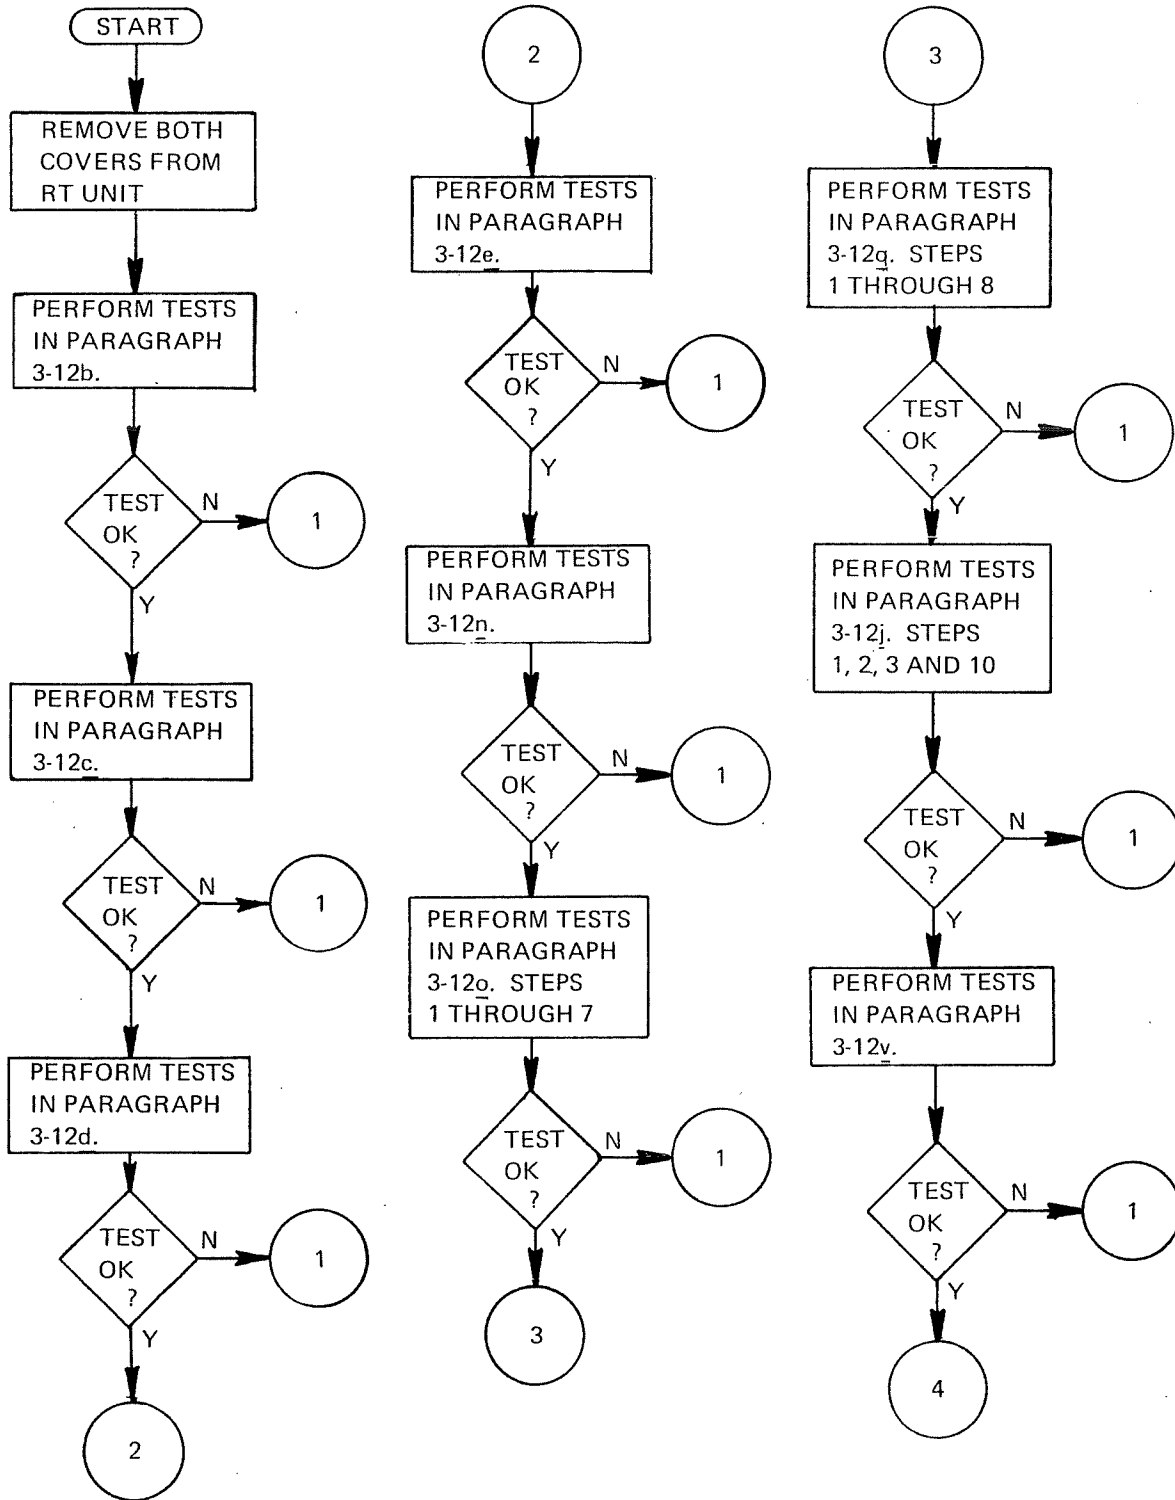 START
REMOVE BOTH
COVERS FROM
RT UNIT
PERFORM TESTS
IN PARAGRAPH
3-12b.
TEST
OK
?
N
1
Y
PERFORM TESTS
IN PARAGRAPH
3-12c.
TEST
OK
?
N
1
Y
PERFORM TESTS
IN PARAGRAPH
3-12d.
TEST
OK
?
N
1
Y
2
2
PERFORM TESTS
IN PARAGRAPH
3-12e.
TEST
OK
?
N
1
Y
PERFORM TESTS
IN PARAGRAPH
3-12n.
TEST
OK
?
N
1
Y
PERFORM TESTS
IN PARAGRAPH
3-12o. STEPS
1 THROUGH 7
TEST
OK
?
N
1
Y
3
3
PERFORM TESTS
IN PARAGRAPH
3-12q. STEPS
1 THROUGH 8
TEST
OK
?
N
1
Y
PERFORM TESTS
IN PARAGRAPH
3-12j. STEPS
1, 2, 3 AND 10
TEST
OK
?
N
1
Y
PERFORM TESTS
IN PARAGRAPH
3-12v.
TEST
OK
?
N
1
Y
4